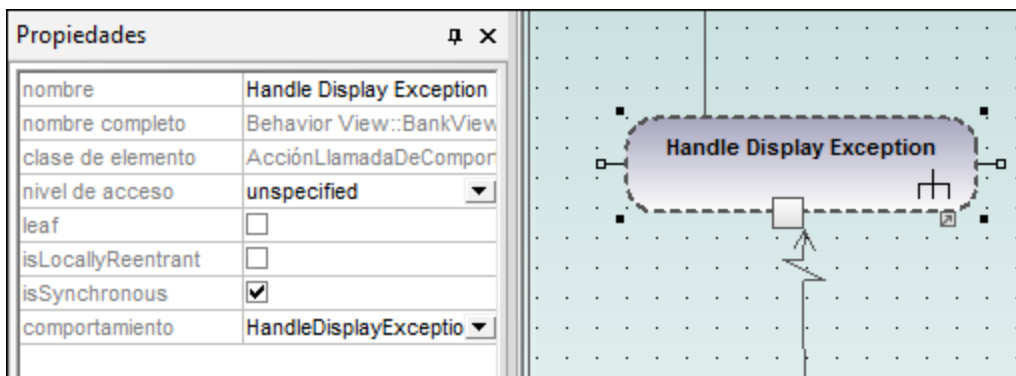 Propiedades
nombre Handle Display Exception
nombre completo Behavior View::BankView
clase de elemento AcciónLlamadaDeCompor
nivel de acceso unspecified
leaf
isLocallyReentrant
isSynchronous
comportamiento HandleDisplayExceptio
Handle Display Exception